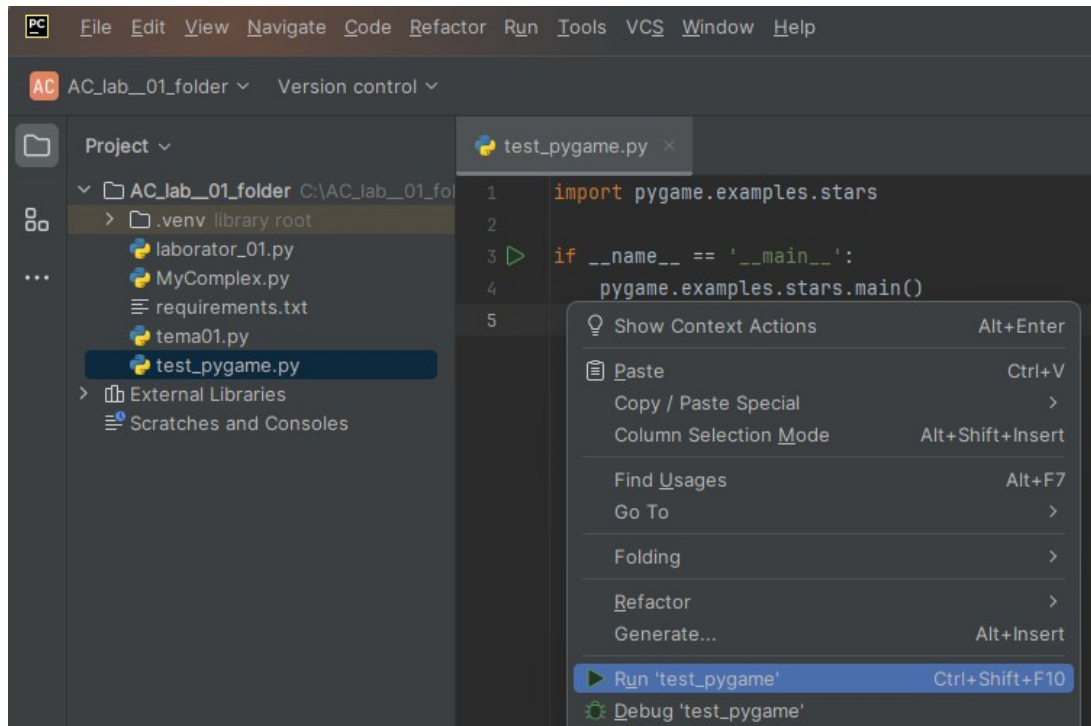 PC File Edit View Navigate Code Refactor Run Tools VCS Window Help
AC AC_lab__01_folder Version control
Project
AC_lab__01_folder C:\AC_lab__01_fol
.venv library root
laborator_01.py
MyComplex.py
requirements.txt
tema01.py
test_pygame.py
External Libraries
Scratches and Consoles
test_pygame.py
1 import pygame.examples.stars
2
3 if __name__ == '__main__':
4 pygame.examples.stars.main()
5
Show Context Actions Alt+Enter
Paste Ctrl+V
Copy / Paste Special
Column Selection Mode Alt+Shift+Insert
Find Usages Alt+F7
Go To
Folding
Refactor
Generate... Alt+Insert
Run 'test_pygame' Ctrl+Shift+F10
Debug 'test_pygame'